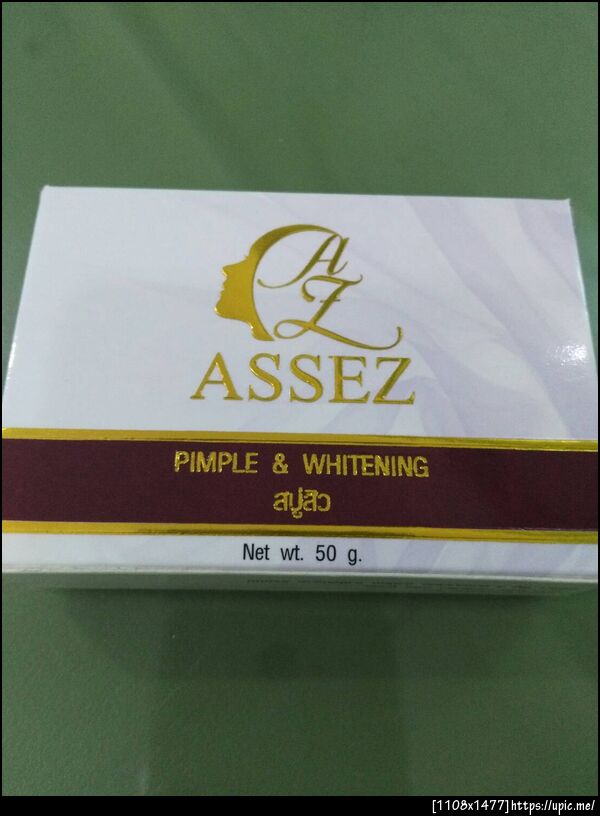 AZ
ASSEZ
PIMPLE & WHITENING
สบู่สิว
Net wt. 50 g.
[1108x1477]https://upic.me/